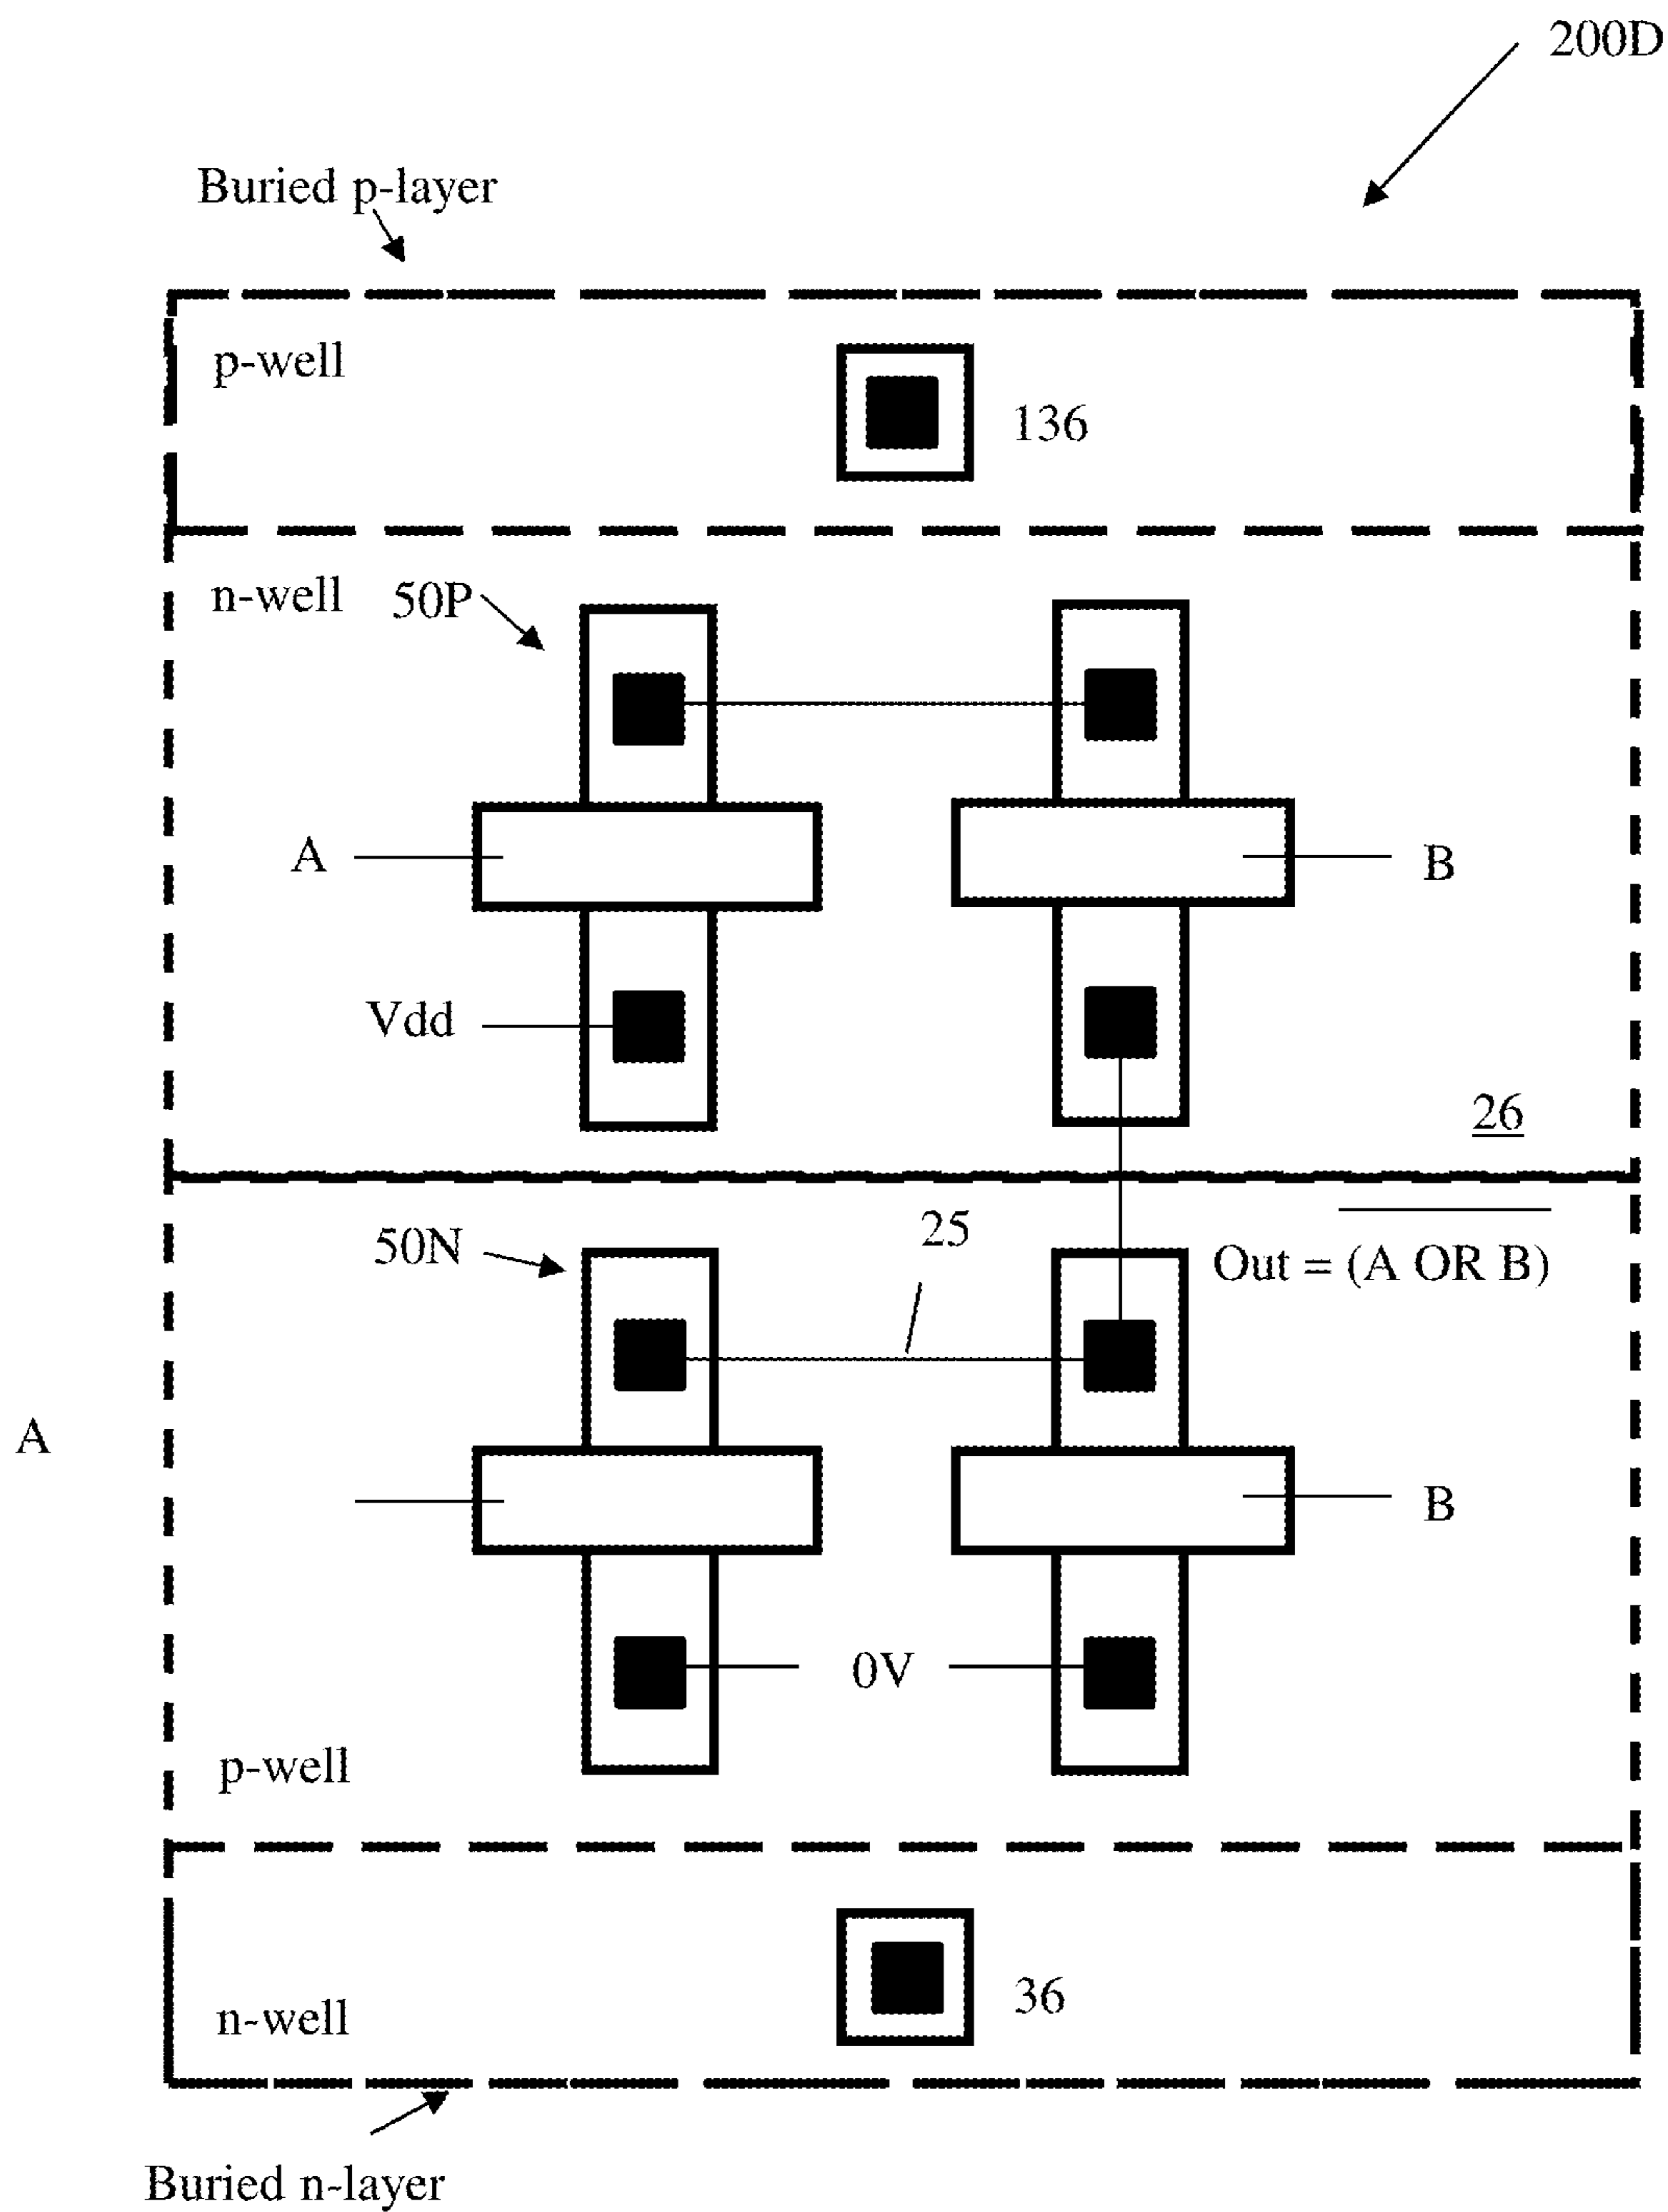 200D
Buried p-layer
p-well
136
n-well 50P
A
B
Vdd
26
50N
25
Out = (A OR B)
A
B
0V
p-well
n-well
36
Buried n-layer